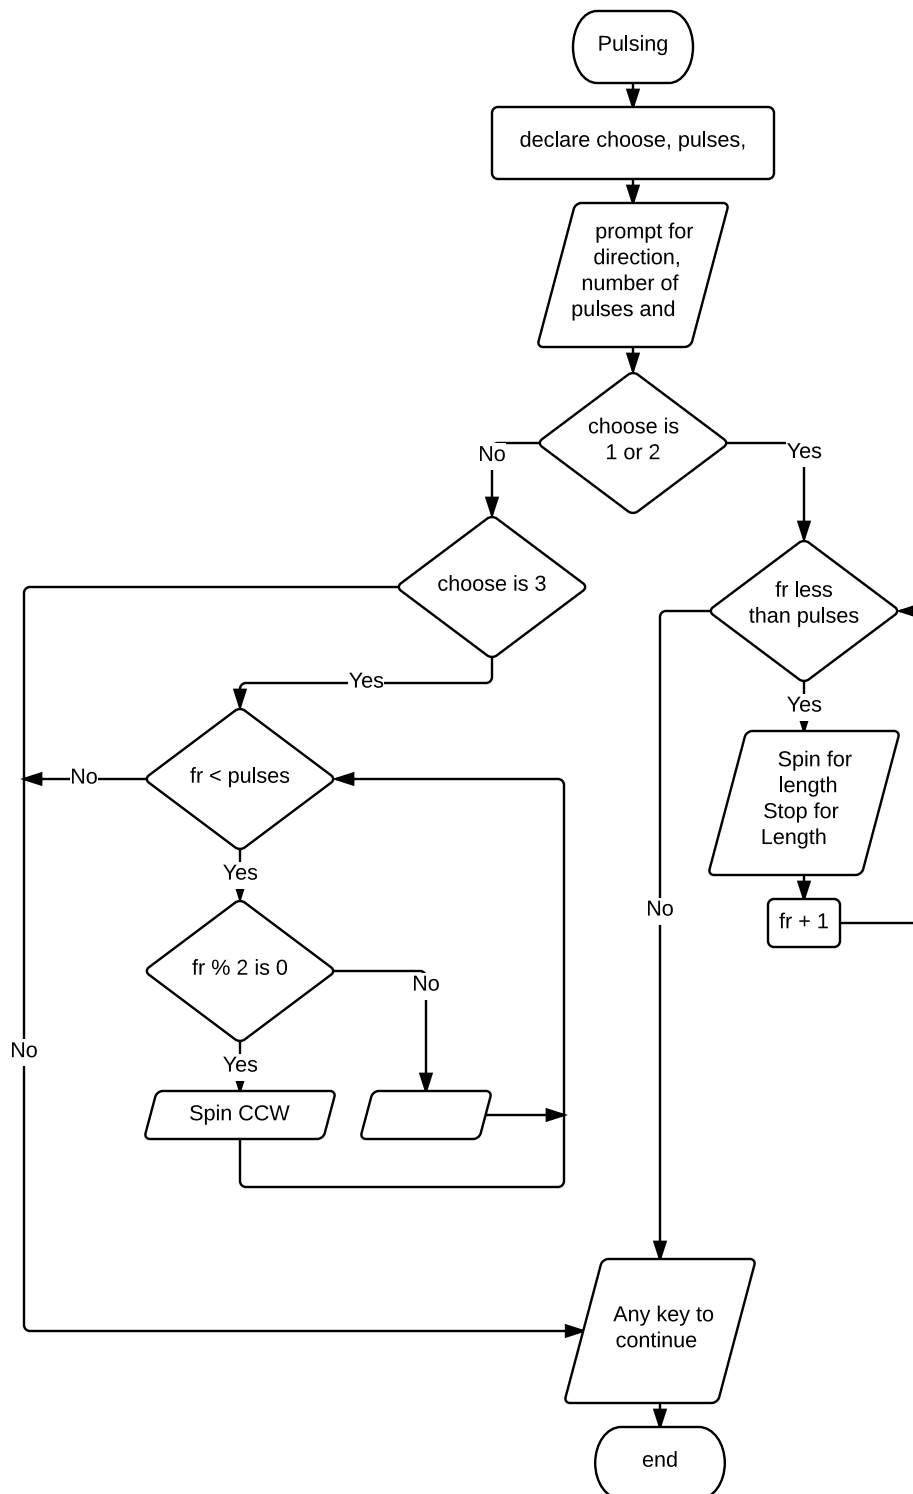 Pulsing
declare choose, pulses,
prompt for
direction,
number of
pulses and
choose is
1 or 2
No
Yes
choose is 3
fr less
than pulses
Yes
Yes
fr < pulses
No
Spin for
length
Stop for
Length
Yes
No
fr + 1
fr % 2 is 0
No
No
Yes
Spin CCW
Any key to
continue
end